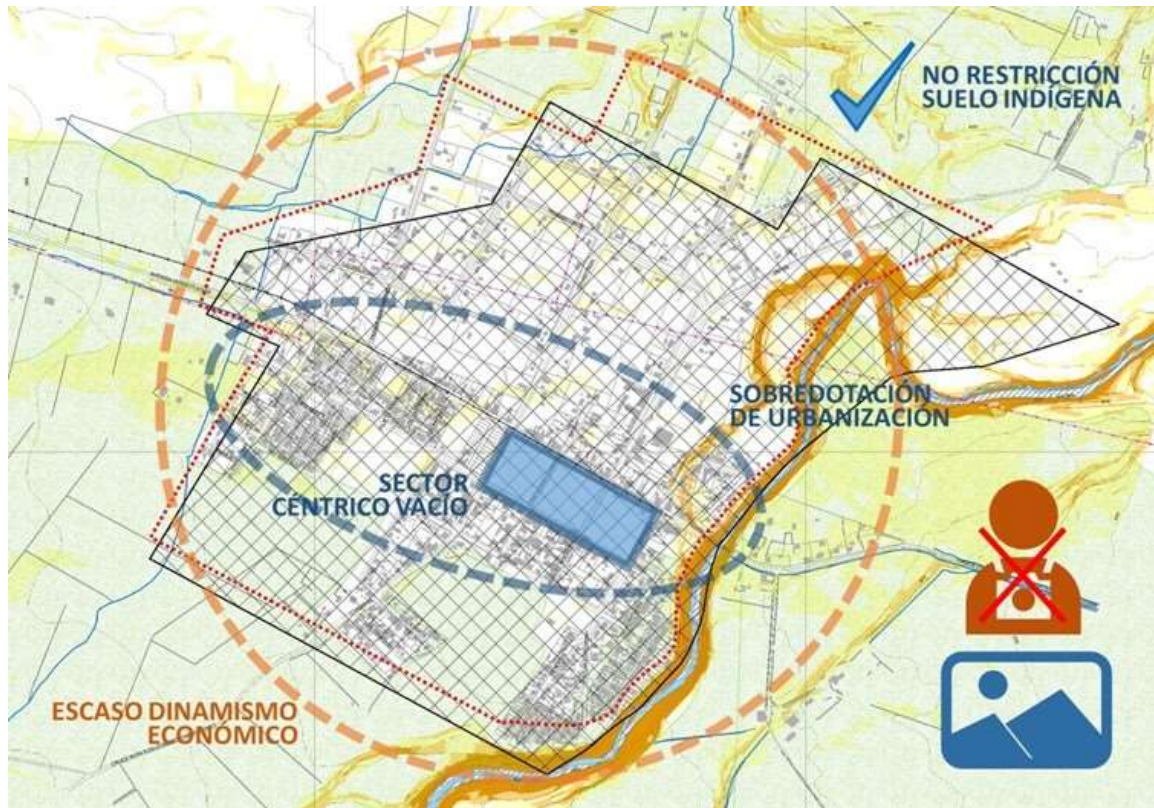 NO RESTRICCIÓN
SUELO INDÍGENA
SOBREDOTACIÓN
DE URBANIZACIÓN
SECTOR
CÉNTRICO VACÍO
ESCASO DINAMISMO
ECONÓMICO